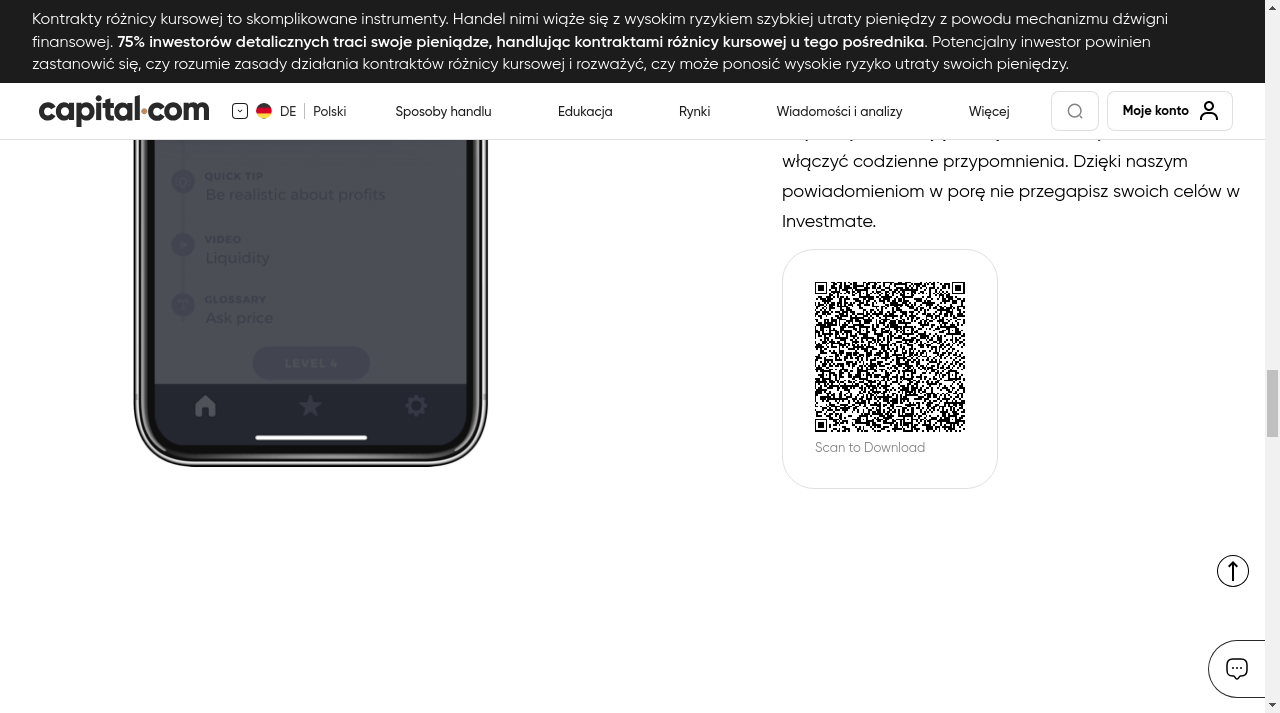 Kontrakty różnicy kursowej to skomplikowane instrumenty. Handel nimi wiąże się z wysokim ryzykiem szybkiej utraty pieniędzy z powodu mechanizmu dźwigni
finansowej. 75% inwestorów detalicznych traci swoje pieniądze, handlując kontraktami różnicy kursowej u tego pośrednika. Potencjalny inwestor powinien
zastanowić się, czy rozumie zasady działania kontraktów różnicy kursowej i rozważyć, czy może ponosić wysokie ryzyko utraty swoich pieniędzy.
capital.com DE Polski Sposoby handlu Edukacja Rynki Wiadomości i analizy Więcej Moje konto
włączyć codzienne przypomnienia. Dzięki naszym
powiadomieniom w porę nie przegapisz swoich celów w
Investmate.
QUICK TIP
Be realistic about profits
VIDEO
Liquidity
GLOSSARY
Ask price
LEVEL 4
Scan to Download